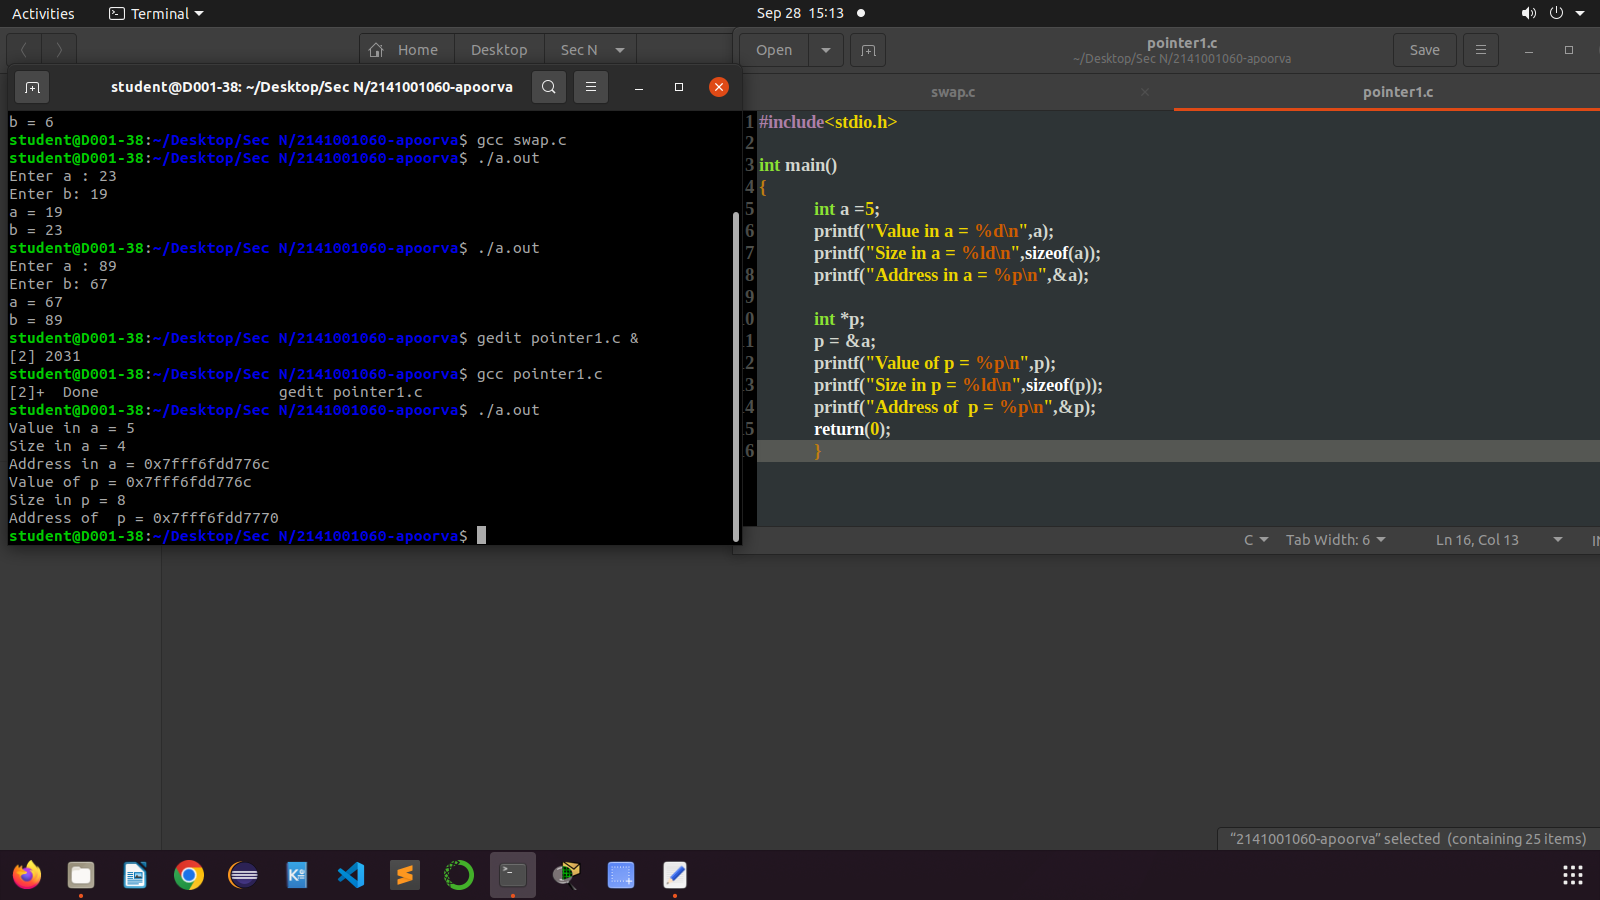 Activities
Terminal
Sep 28 15:13
Home
Desktop
Sec N
student@D001-38: ~/Desktop/Sec N/2141001060-apoorva
b = 6
student@D001-38:~/Desktop/Sec N/2141001060-apoorva$ gcc swap.c
student@D001-38:~/Desktop/Sec N/2141001060-apoorva$ ./a.out
Enter a : 23
Enter b: 19
a = 19
b = 23
student@D001-38:~/Desktop/Sec N/2141001060-apoorva$ ./a.out
Enter a : 89
Enter b: 67
a = 67
b = 89
student@D001-38:~/Desktop/Sec N/2141001060-apoorva$ gedit pointer1.c &
[2] 2031
student@D001-38:~/Desktop/Sec N/2141001060-apoorva$ gcc pointer1.c
[2]+  Done                    gedit pointer1.c
student@D001-38:~/Desktop/Sec N/2141001060-apoorva$ ./a.out
Value in a = 5
Size in a = 4
Address in a = 0x7fff6fdd776c
Value of p = 0x7fff6fdd776c
Size in p = 8
Address of  p = 0x7fff6fdd7770
student@D001-38:~/Desktop/Sec N/2141001060-apoorva$
Open
pointer1.c
~/Desktop/Sec N/2141001060-apoorva
Save
swap.c
pointer1.c
1 #include<stdio.h>
2
3 int main()
4 {
5 int a =5;
6 printf("Value in a = %d\n",a);
7 printf("Size in a = %ld\n",sizeof(a));
8 printf("Address in a = %p\n",&a);
9
10 int *p;
11 p = &a;
12 printf("Value of p = %p\n",p);
13 printf("Size in p = %ld\n",sizeof(p));
14 printf("Address of  p = %p\n",&p);
15 return(0);
16 }
C
Tab Width: 6
Ln 16, Col 13
"2141001060-apoorva" selected (containing 25 items)